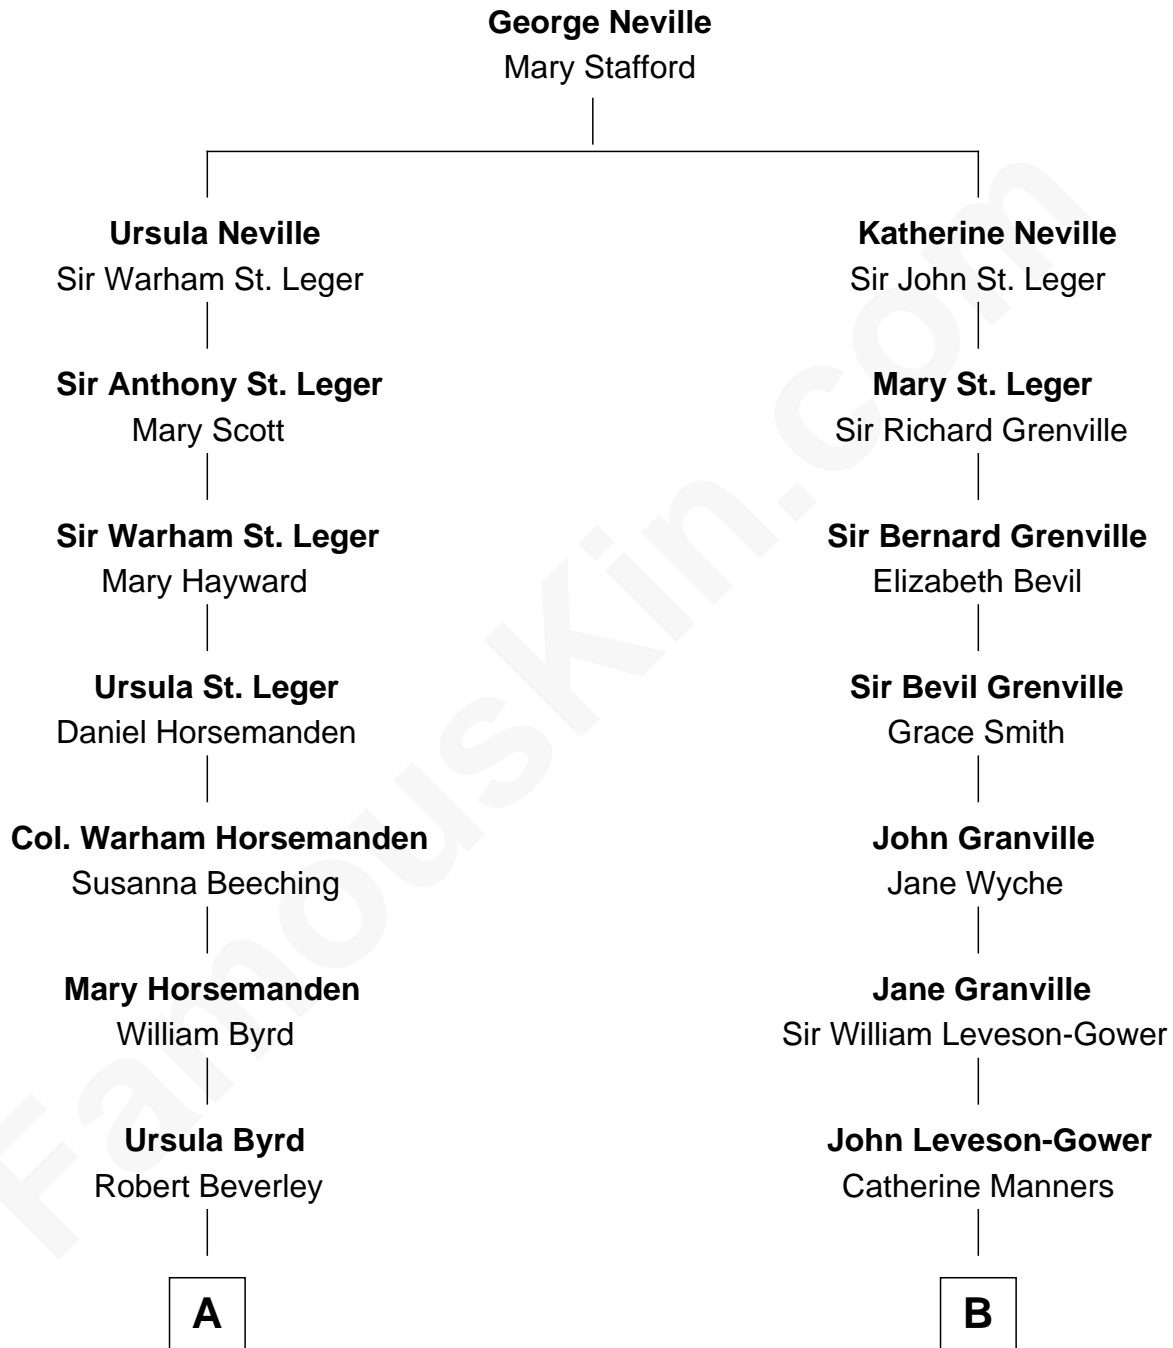 George Neville
Mary Stafford
Ursula Neville
Sir Warham St. Leger
Katherine Neville
Sir John St. Leger
Sir Anthony St. Leger
Mary Scott
Mary St. Leger
Sir Richard Grenville
Sir Warham St. Leger
Mary Hayward
Sir Bernard Grenville
Elizabeth Bevil
Ursula St. Leger
Daniel Horsemanden
Sir Bevil Grenville
Grace Smith
Col. Warham Horsemanden
Susanna Beeching
John Granville
Jane Wyche
Mary Horsemanden
William Byrd
Jane Granville
Sir William Leveson-Gower
Ursula Byrd
Robert Beverley
John Leveson-Gower
Catherine Manners
A
B
FamousKin.com